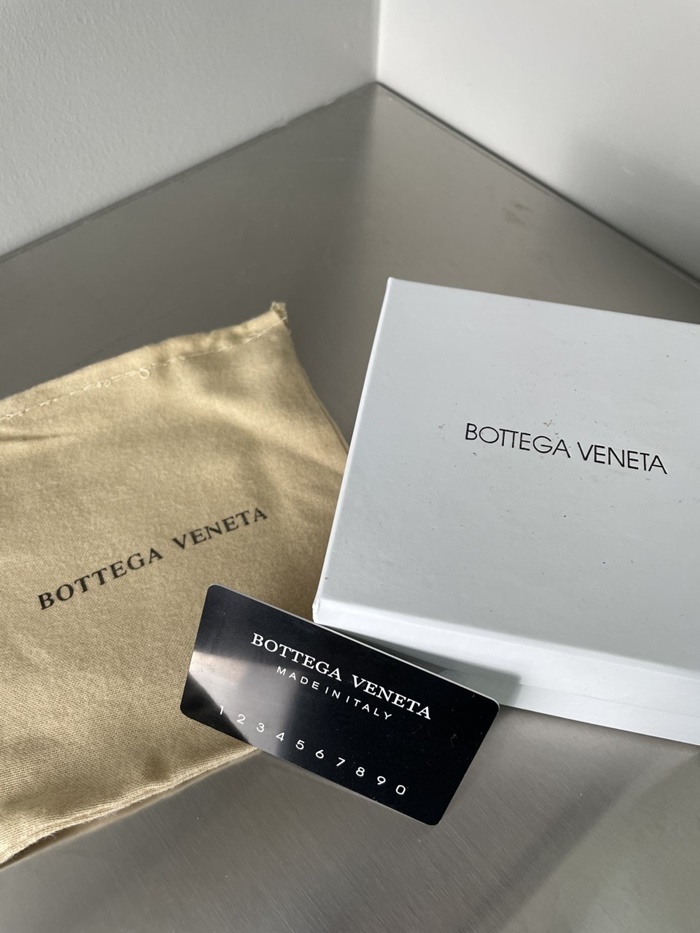 BOTTEGA VENETA
BOTTEGA VENETA
BOTTEGA VENETA
MADE IN ITALY
1 2 3 4 5 6 7 8 9 0